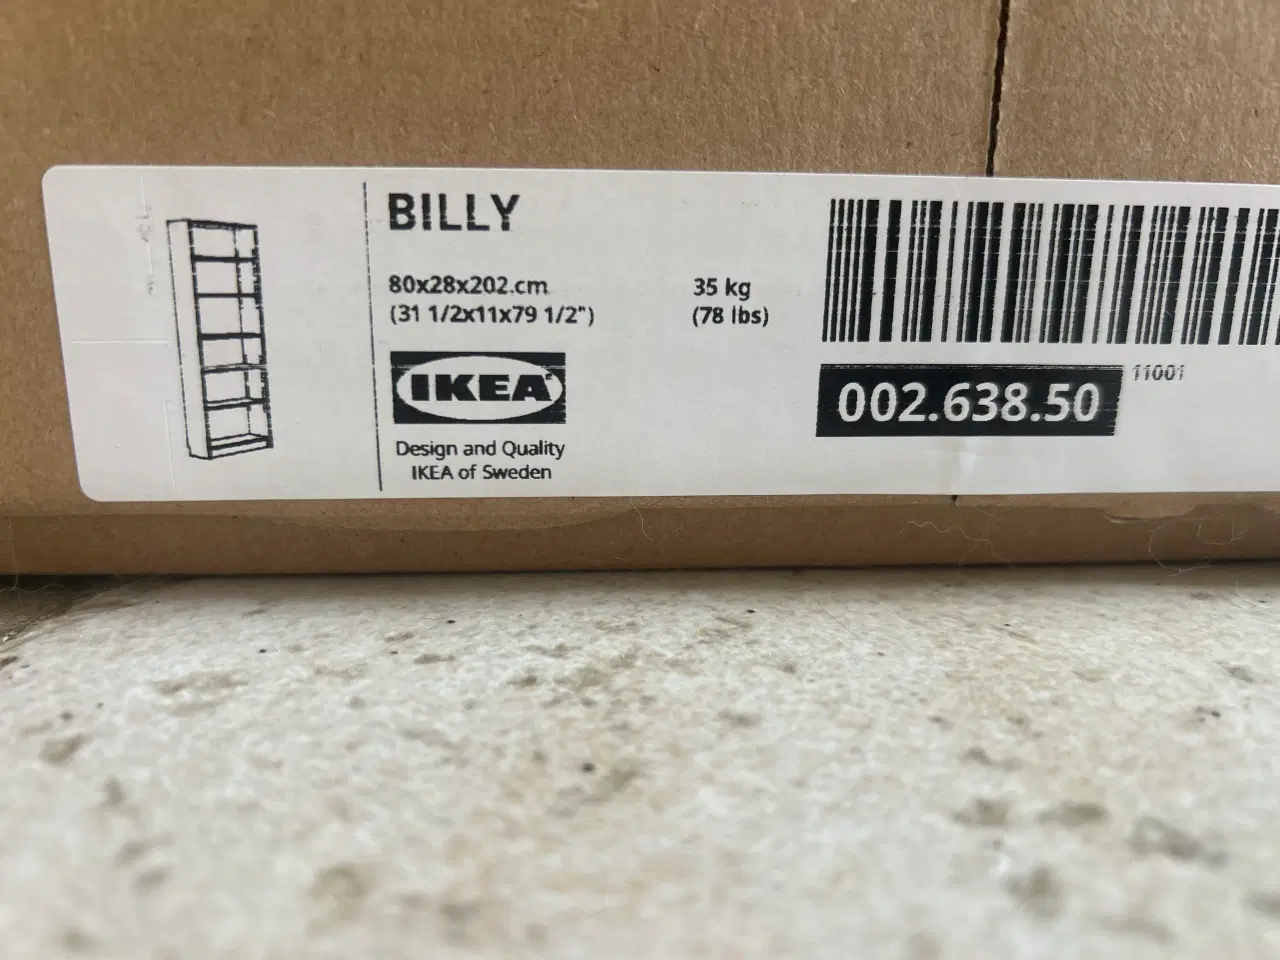 BILLY
80x28x202.cm
(31 1/2x11x79 1/2")
35 kg
(78 lbs)
IKEA®
Design and Quality
IKEA of Sweden
11001
002.638.50